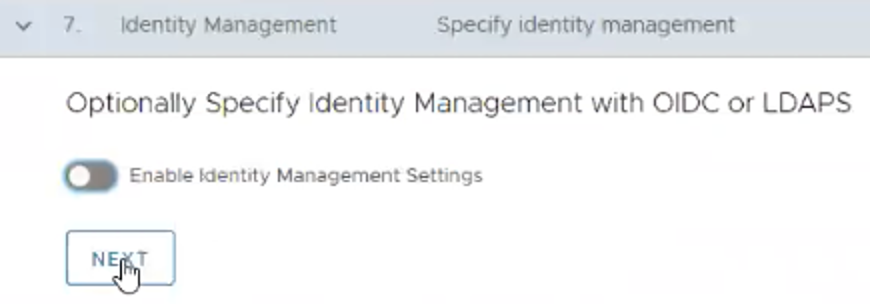 7. Identity Management Specify identity management
Optionally Specify Identity Management with OIDC or LDAPS
Enable Identity Management Settings
NEXT